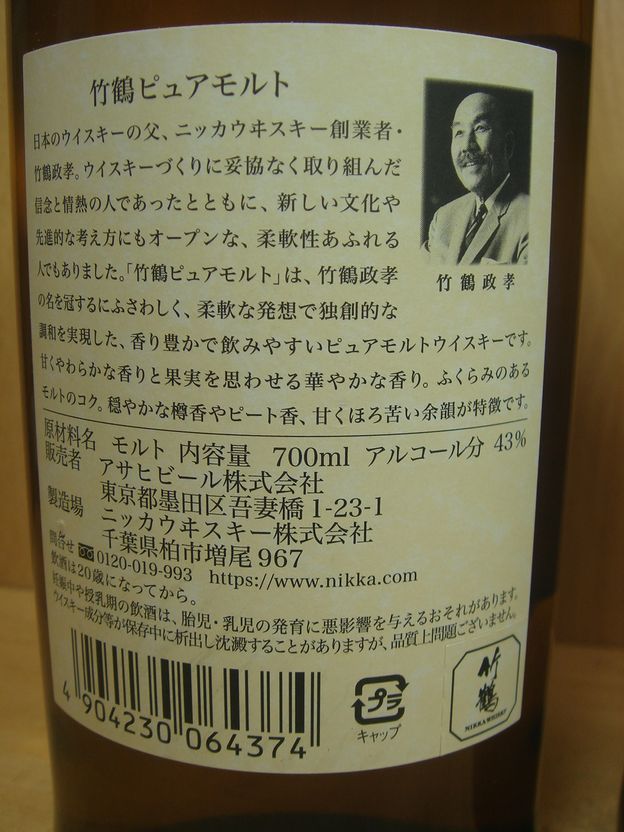 竹鶴ピュアモルト
日本のウイスキーの父、ニッカウヰスキー創業者・
竹鶴政孝。ウイスキーづくりに妥協なく取り組んだ
信念と情熱の人であったとともに、新しい文化や
先進的な考え方にもオープンな、柔軟性あふれる
人でもありました。「竹鶴ピュアモルト」は、竹鶴政孝
の名を冠するにふさわしく、柔軟な発想で独創的な
調和を実現した、香り豊かで飲みやすいピュアモルトウイスキーです。
甘くやわらかな香りと果実を思わせる華やかな香り。ふくらみのある
モルトのコク。穏やかな樽香やピート香、甘くほろ苦い余韻が特徴です。
竹鶴政孝
原材料名 モルト 内容量 700ml アルコール分 43%
販売者 アサヒビール株式会社
東京都墨田区吾妻橋1-23-1
製造場 ニッカウヰスキー株式会社
千葉県柏市増尾967
問合せ 0120-019-993 https://www.nikka.com
飲酒は20歳になってから。
妊娠中や授乳期の飲酒は、胎児・乳児の発育に悪影響を与えるおそれがあります。
ウイスキー成分等が保存中に析出し沈澱することがありますが、品質上問題ございません。
4 904230 064374
プラ
キャップ
竹鶴
NIKKA WHISKY